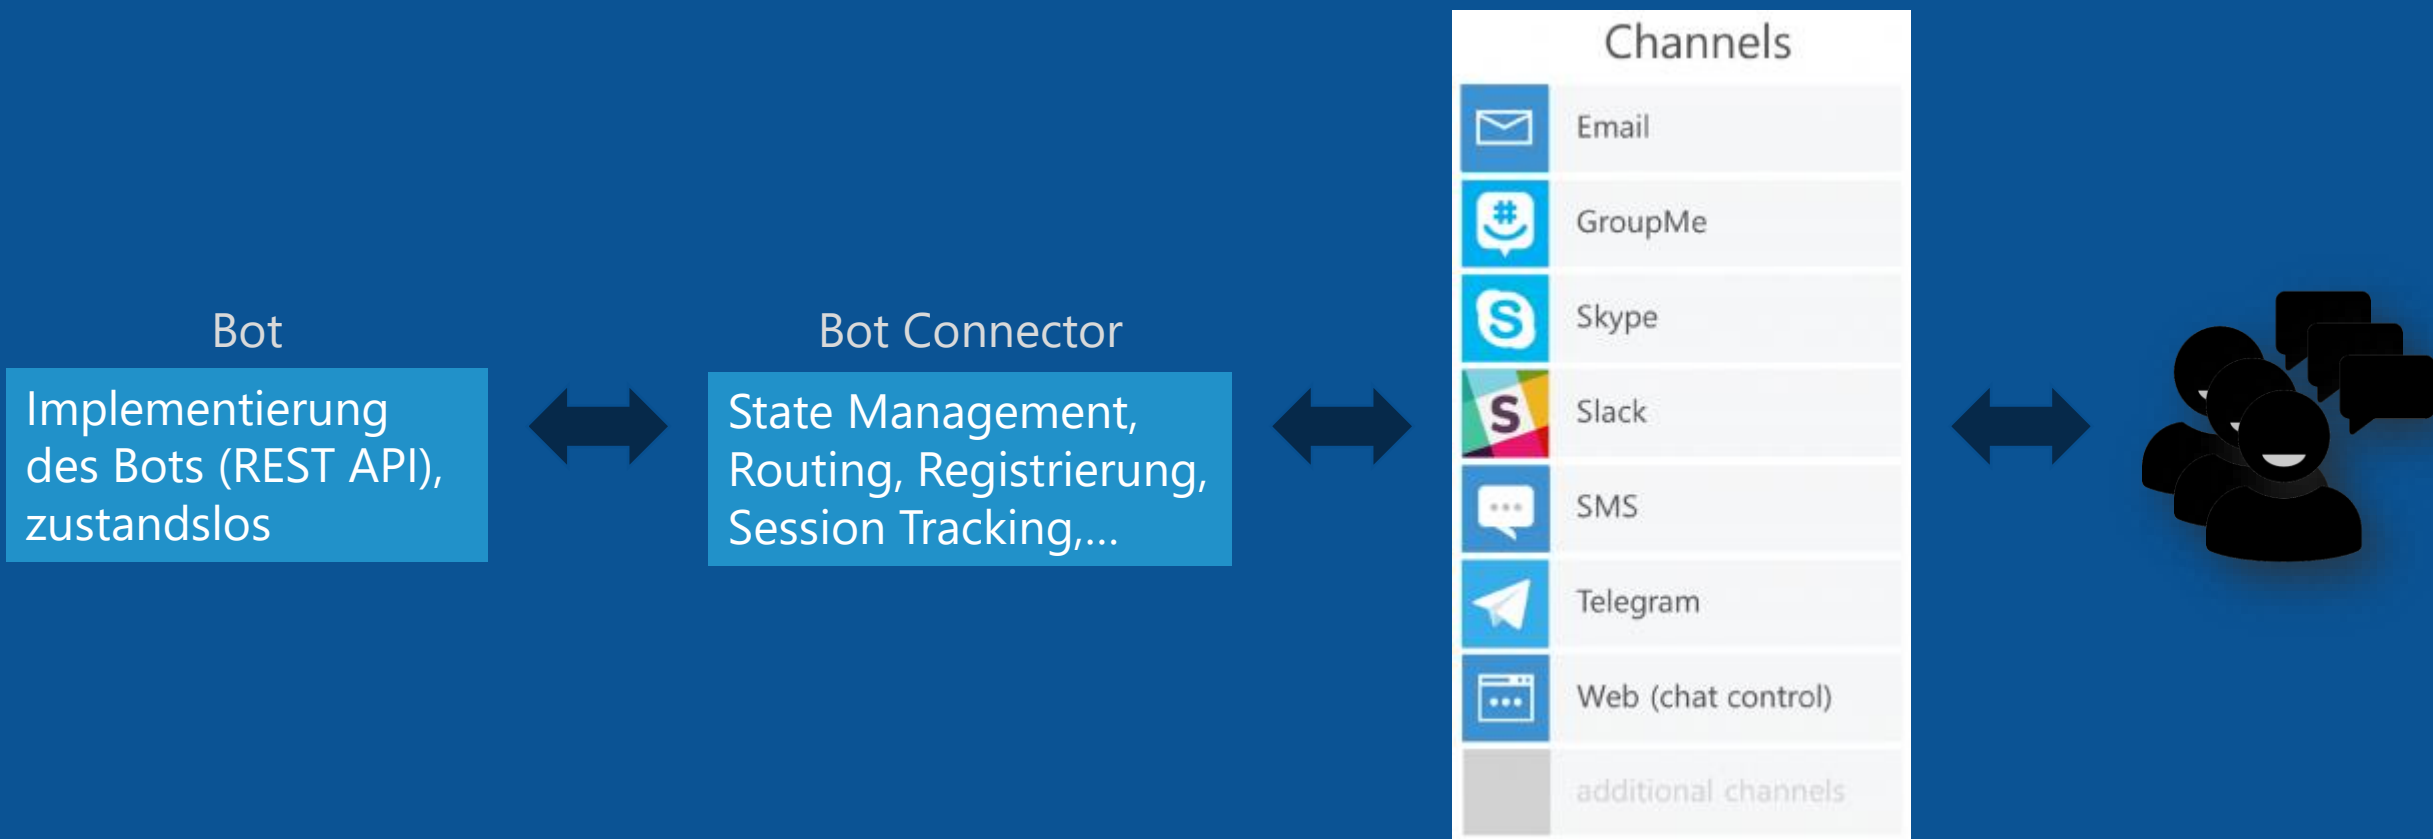 Bot
Implementierung
des Bots (REST API),
zustandslos
Bot Connector
State Management,
Routing, Registrierung,
Session Tracking,...
Channels
Email
GroupMe
Skype
Slack
SMS
Telegram
Web (chat control)
additional channels